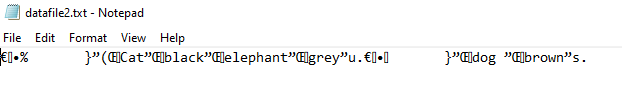 datafile2.txt - Notepad
File Edit Format View Help
€▯•% }”(Œ▯Cat”Œ▯black”Œ▯elephant”Œ▯grey”u.€▯•▯ }”Œ▯dog ”Œ▯brown”s.